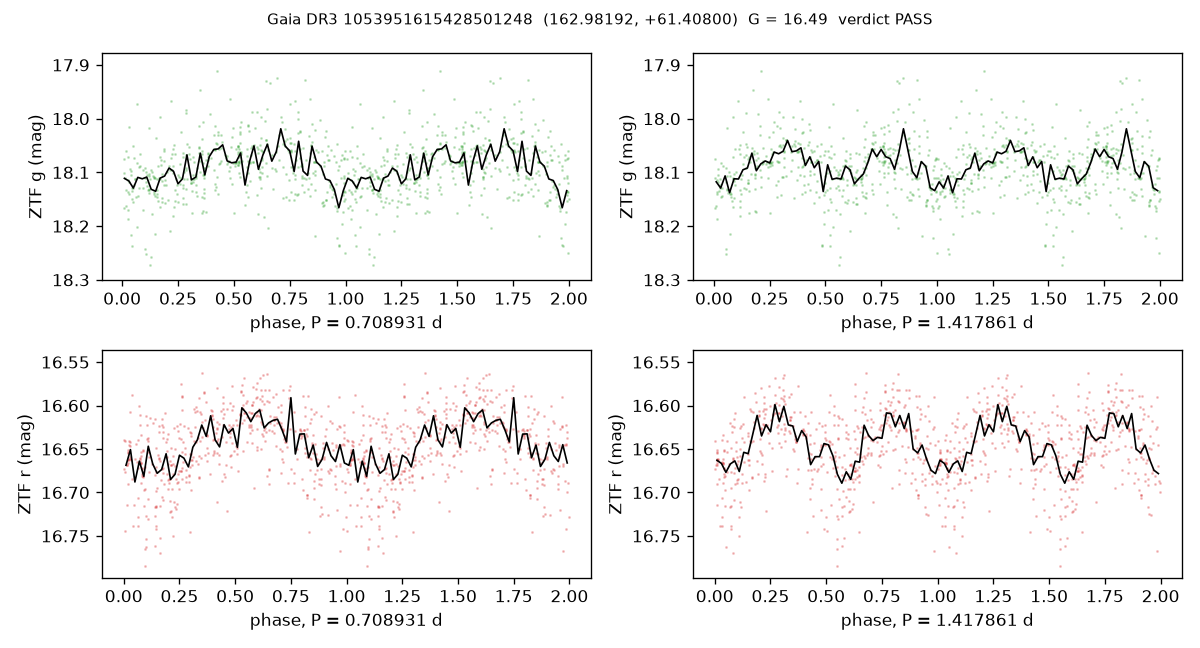 Gaia DR3 1053951615428501248 (162.98192, +61.40800) G = 16.49 verdict PASS
17.9
18.0
18.1
18.2
18.3
ZTF g (mag)
0.00 0.25 0.50 0.75 1.00 1.25 1.50 1.75 2.00
phase, P = 0.708931 d
17.9
18.0
18.1
18.2
18.3
ZTF g (mag)
0.00 0.25 0.50 0.75 1.00 1.25 1.50 1.75 2.00
phase, P = 1.417861 d
16.55
16.60
16.65
16.70
16.75
ZTF r (mag)
0.00 0.25 0.50 0.75 1.00 1.25 1.50 1.75 2.00
phase, P = 0.708931 d
16.55
16.60
16.65
16.70
16.75
ZTF r (mag)
0.00 0.25 0.50 0.75 1.00 1.25 1.50 1.75 2.00
phase, P = 1.417861 d